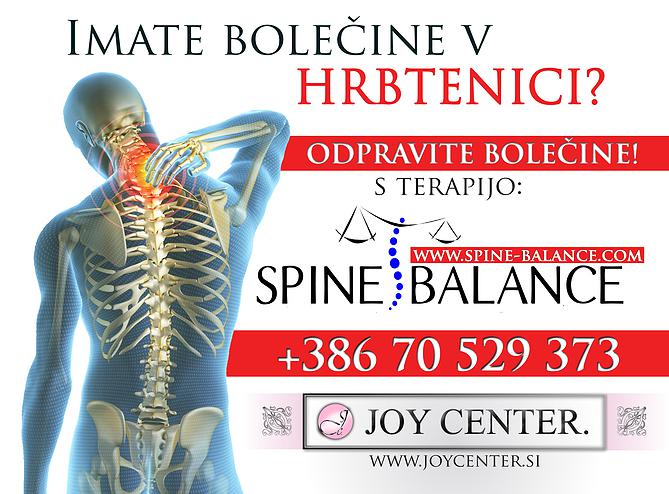 IMATE BOLEČINE V
HRBTENICI?
ODPRAVITE BOLEČINE!
S TERAPIJO:
WWW.SPINE-BALANCE.COM
SPINE BALANCE
+386 70 529 373
JOY CENTER.
WWW.JOYCENTER.SI